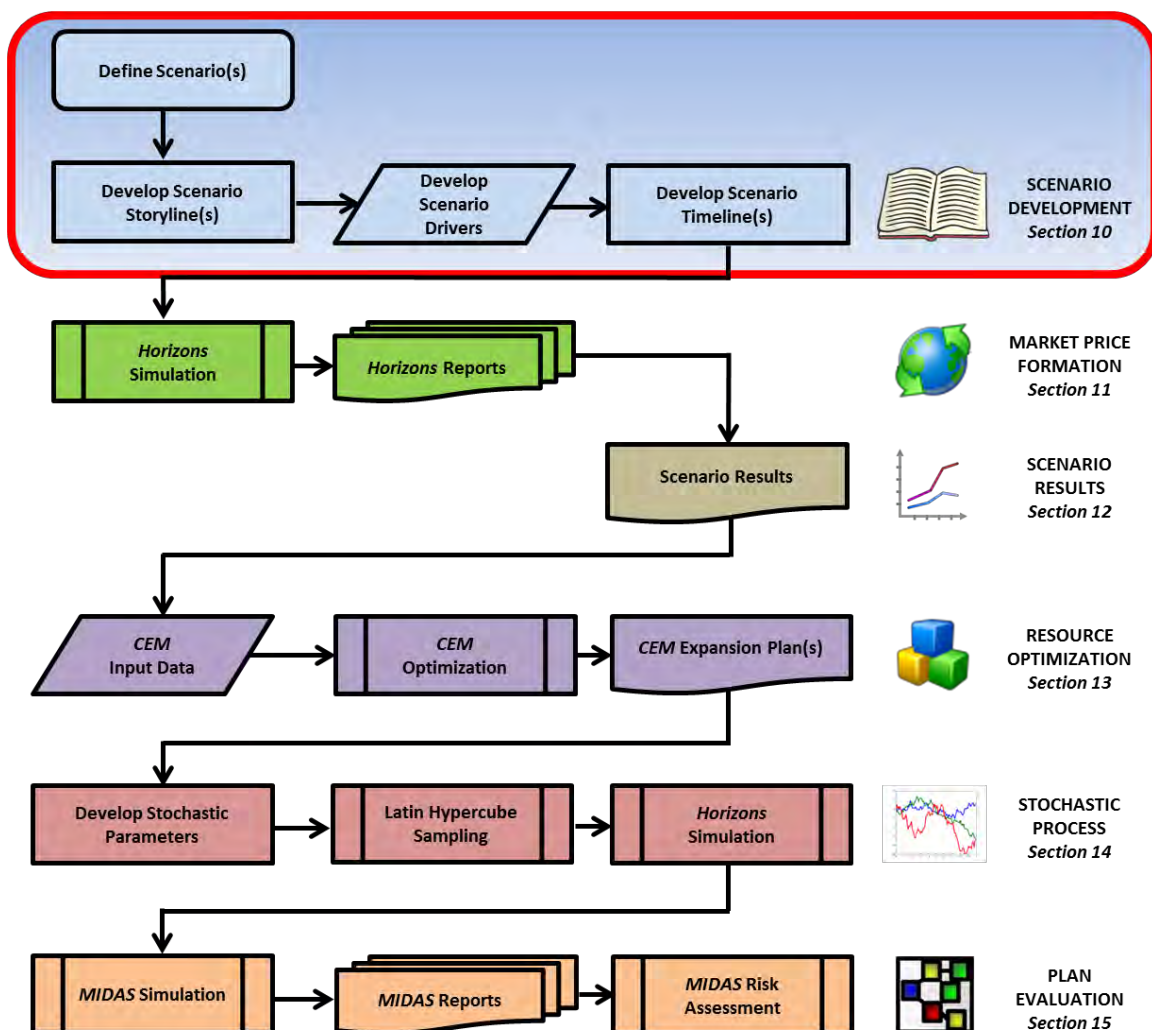 Define Scenario(s)
Develop Scenario
Storyline(s)
Develop
Scenario
Drivers
Develop Scenario
Timeline(s)
SCENARIO
DEVELOPMENT
Section 10
Horizons
Simulation
Horizons Reports
MARKET PRICE
FORMATION
Section 11
Scenario Results
SCENARIO
RESULTS
Section 12
CEM
Input Data
CEM
Optimization
CEM Expansion Plan(s)
RESOURCE
OPTIMIZATION
Section 13
Develop Stochastic
Parameters
Latin Hypercube
Sampling
Horizons
Simulation
STOCHASTIC
PROCESS
Section 14
MIDAS Simulation
MIDAS Reports
MIDAS Risk
Assessment
PLAN
EVALUATION
Section 15